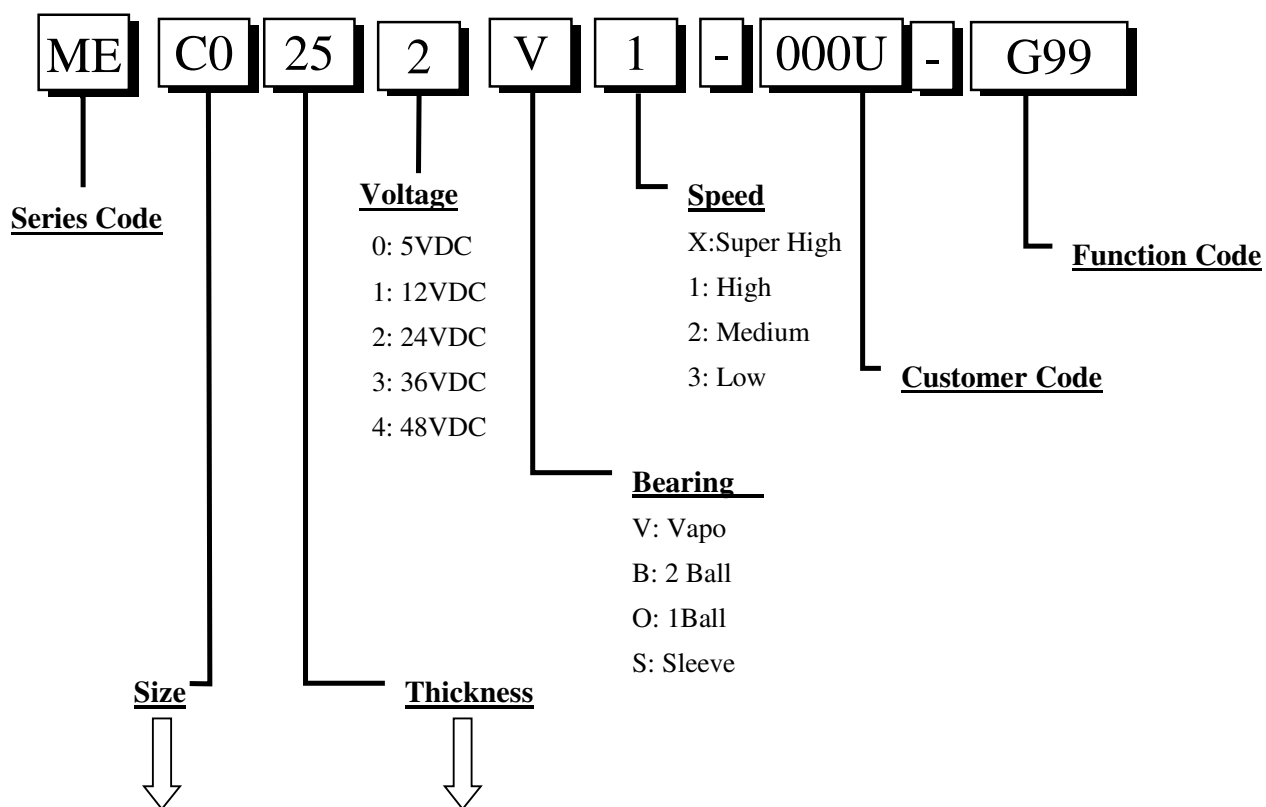 ME C0 25 2 V 1 - 000U - G99
Series Code
Voltage
0: 5VDC
1: 12VDC
2: 24VDC
3: 36VDC
4: 48VDC
Speed
X:Super High
1: High
2: Medium
3: Low
Function Code
Customer Code
Bearing
V: Vapo
B: 2 Ball
O: 1Ball
S: Sleeve
Size
Thickness